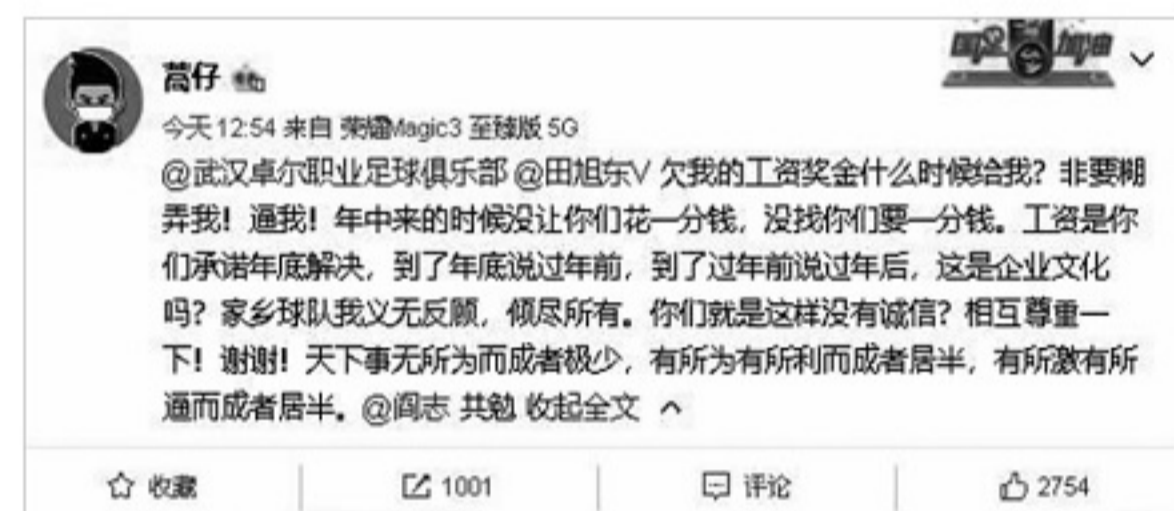 国足 加油
蒿仔
今天 12:54 来自 荣耀Magic3 至臻版 5G
@武汉卓尔职业足球俱乐部 @田旭东V 欠我的工资奖金什么时候给我？非要糊
弄我！逼我！年中来的时候没让你们花一分钱，没找你们要一分钱。工资是你
们承诺年底解决，到了年底说过年前，到了过年前说过年后，这是企业文化
吗？家乡球队我义无反顾，倾尽所有。你们就是这样没有诚信？相互尊重一
下！谢谢！天下事无所为而成者极少，有所为有所利而成者居半，有所激有所
逼而成者居半。@阎志 共勉 收起全文
收藏
1001
评论
2754